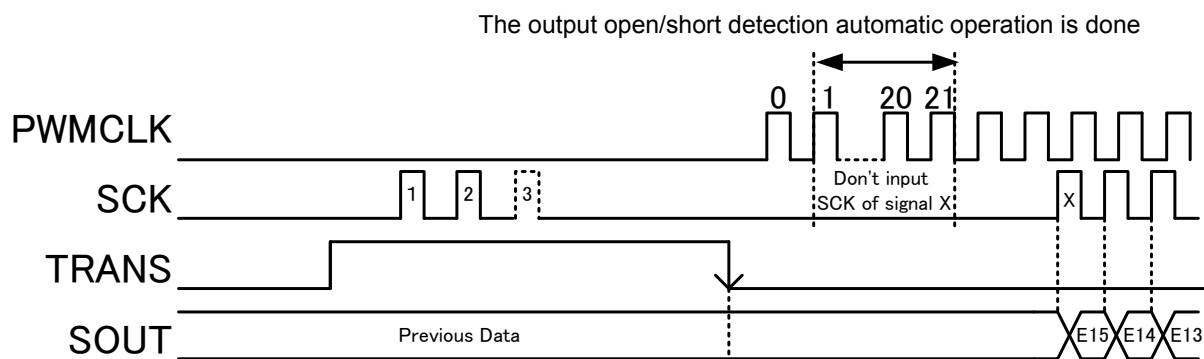 The output open/short detection automatic operation is done
0 1 20 21
PWMCLK
Don't input
SCK of signal X
SCK
1 2 3
X
TRANS
SOUT
Previous Data
E15 E14 E13